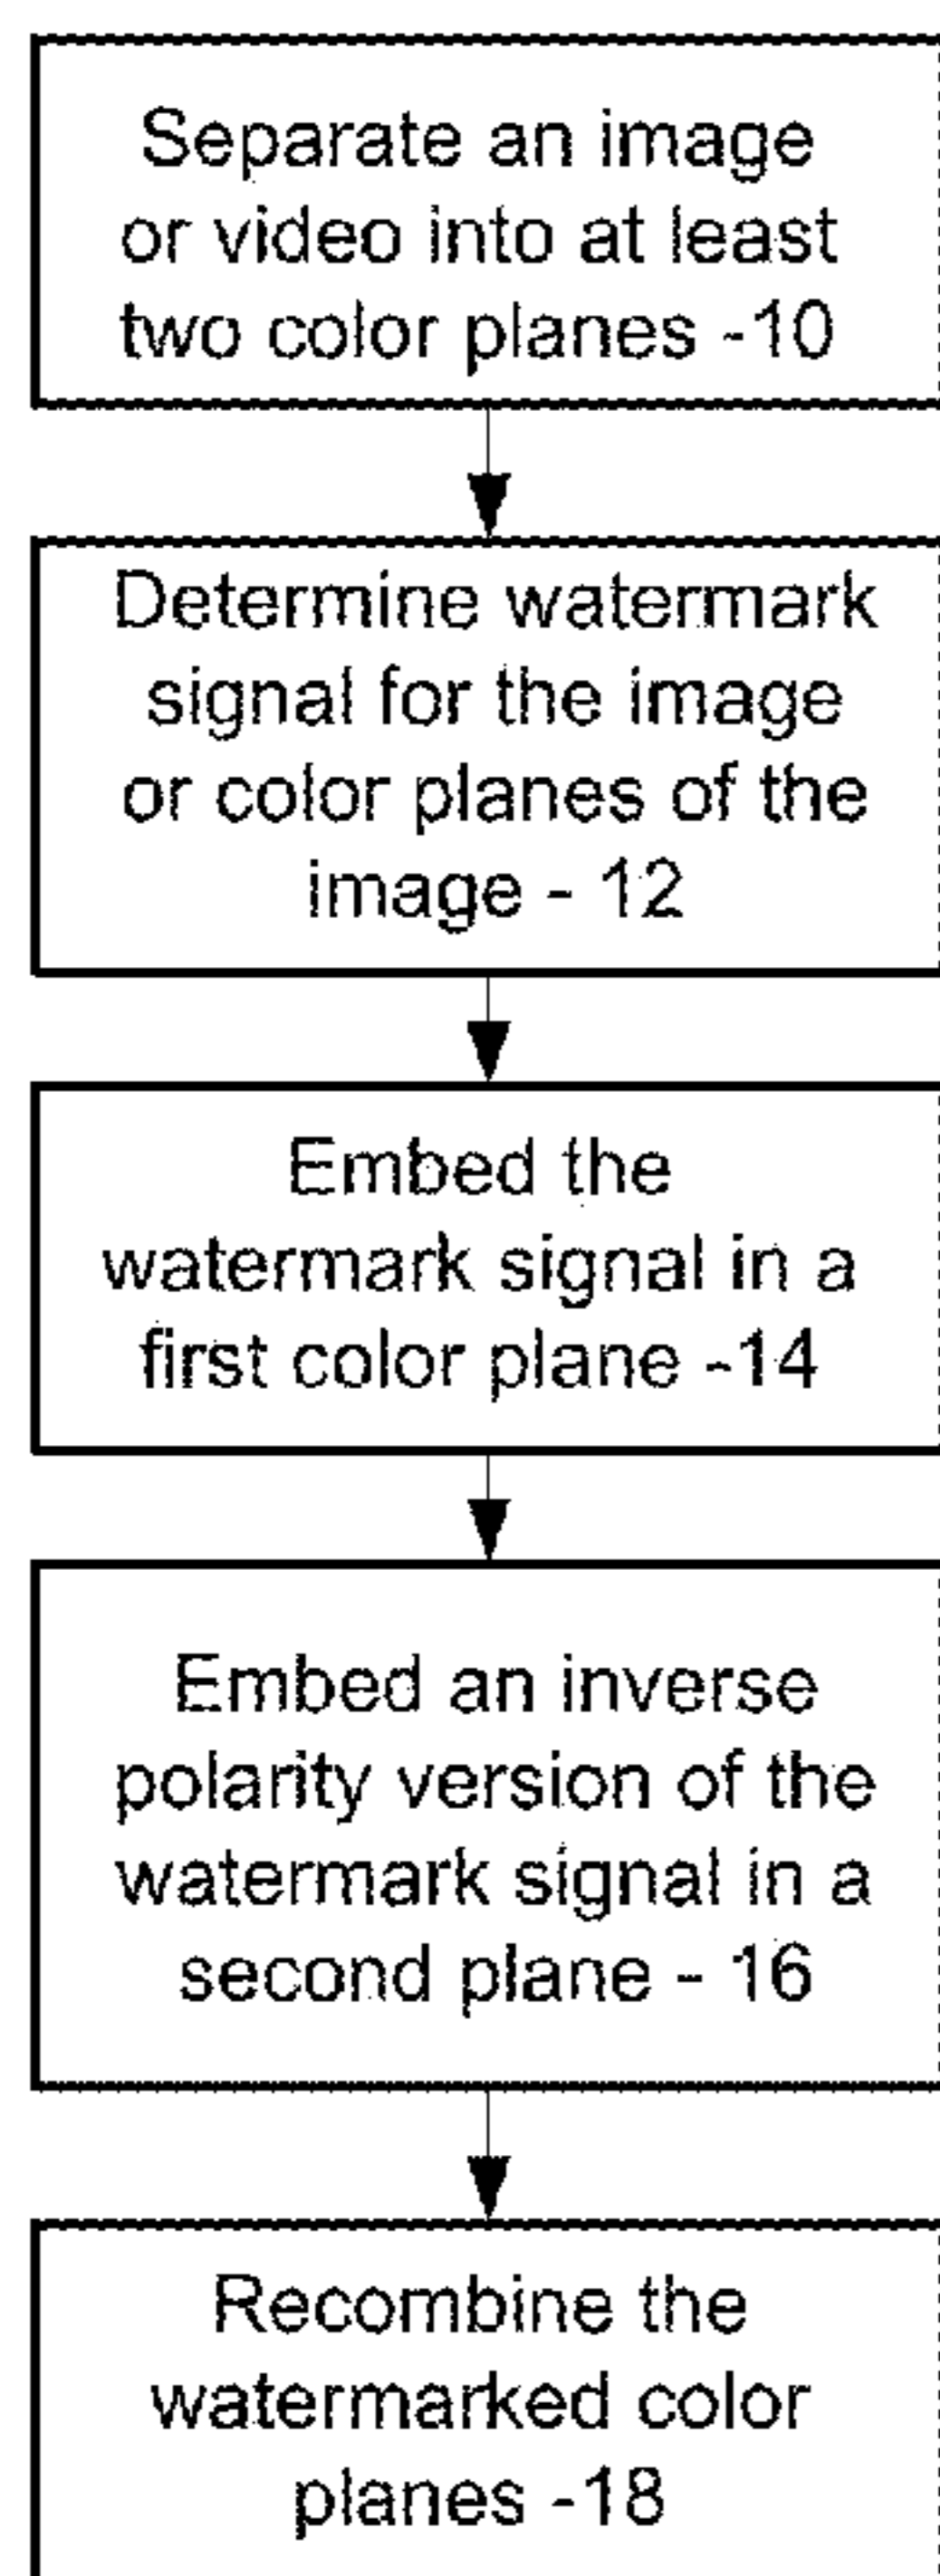 Separate an image
or video into at least
two color planes -10
Determine watermark
signal for the image
or color planes of the
image - 12
Embed the
watermark signal in a
first color plane -14
Embed an inverse
polarity version of the
watermark signal in a
second plane - 16
Recombine the
watermarked color
planes -18